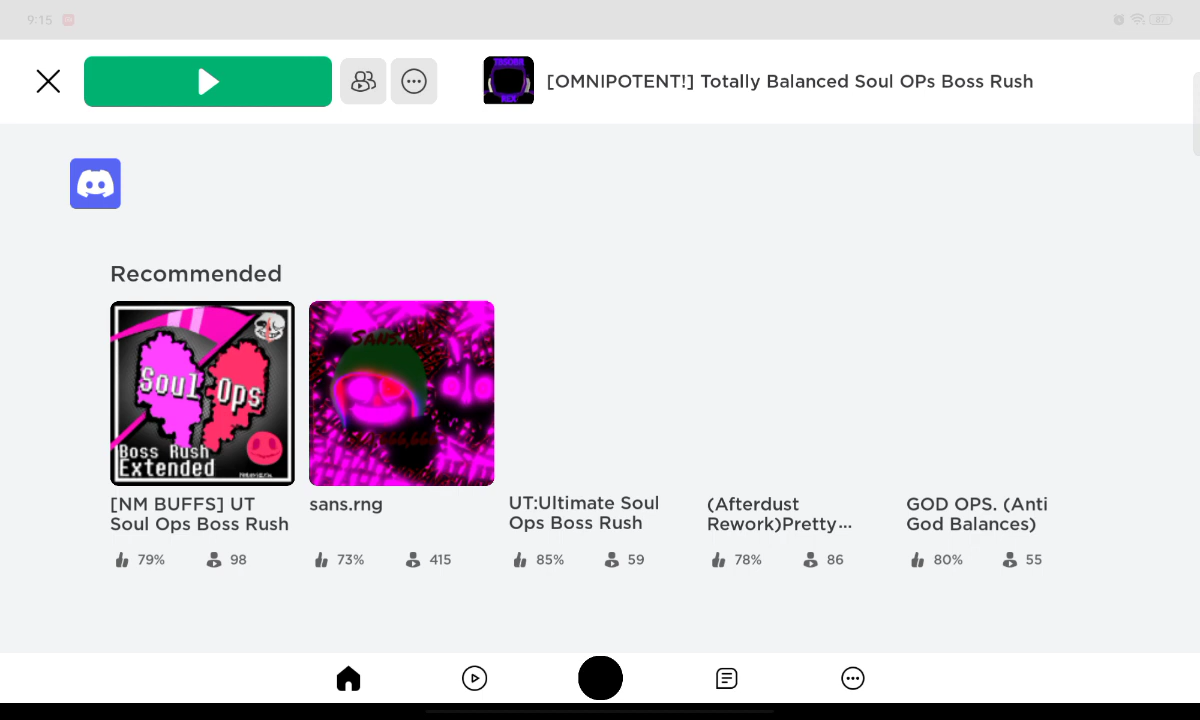 9:15
87
[OMNIPOTENT!] Totally Balanced Soul OPs Boss Rush
Recommended
Soul Ops
Boss Rush
Extended
[NM BUFFS] UT
Soul Ops Boss Rush
79% 98
sans.rng
73% 415
UT:Ultimate Soul
Ops Boss Rush
85% 59
(Afterdust
Rework)Pretty...
78% 86
GOD OPS. (Anti
God Balances)
80% 55